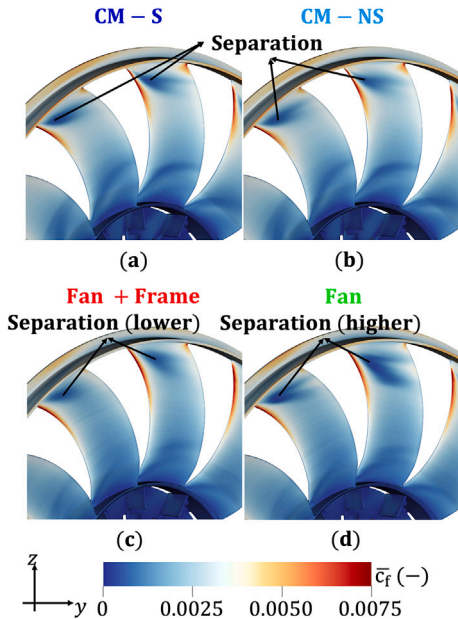 CM – S
CM – NS
Separation
(a)
(b)
Fan + Frame
Fan
Separation (lower)
Separation (higher)
(c)
(d)
z
y
c̅f (−)
0
0.0025
0.0050
0.0075